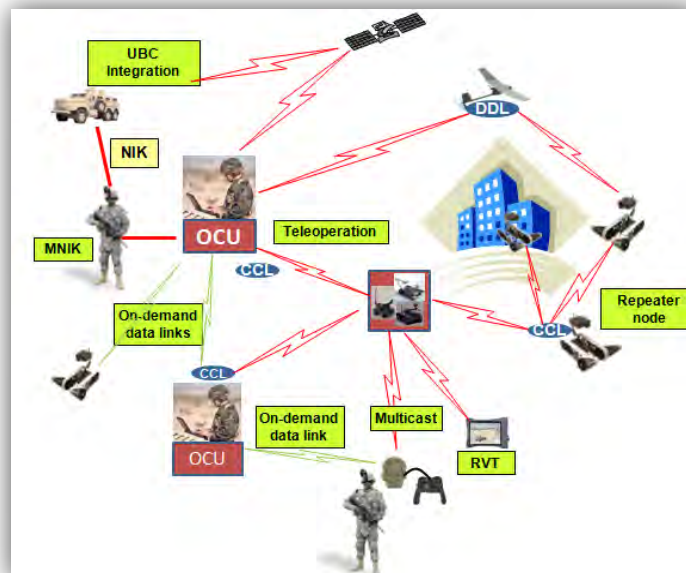 UBC
Integration
DDL
NIK
OCU
Teleoperation
MNIK
CCL
On-demand
data links
Repeater
node
CCL
CCL
On-demand
data link
Multicast
OCU
RVT